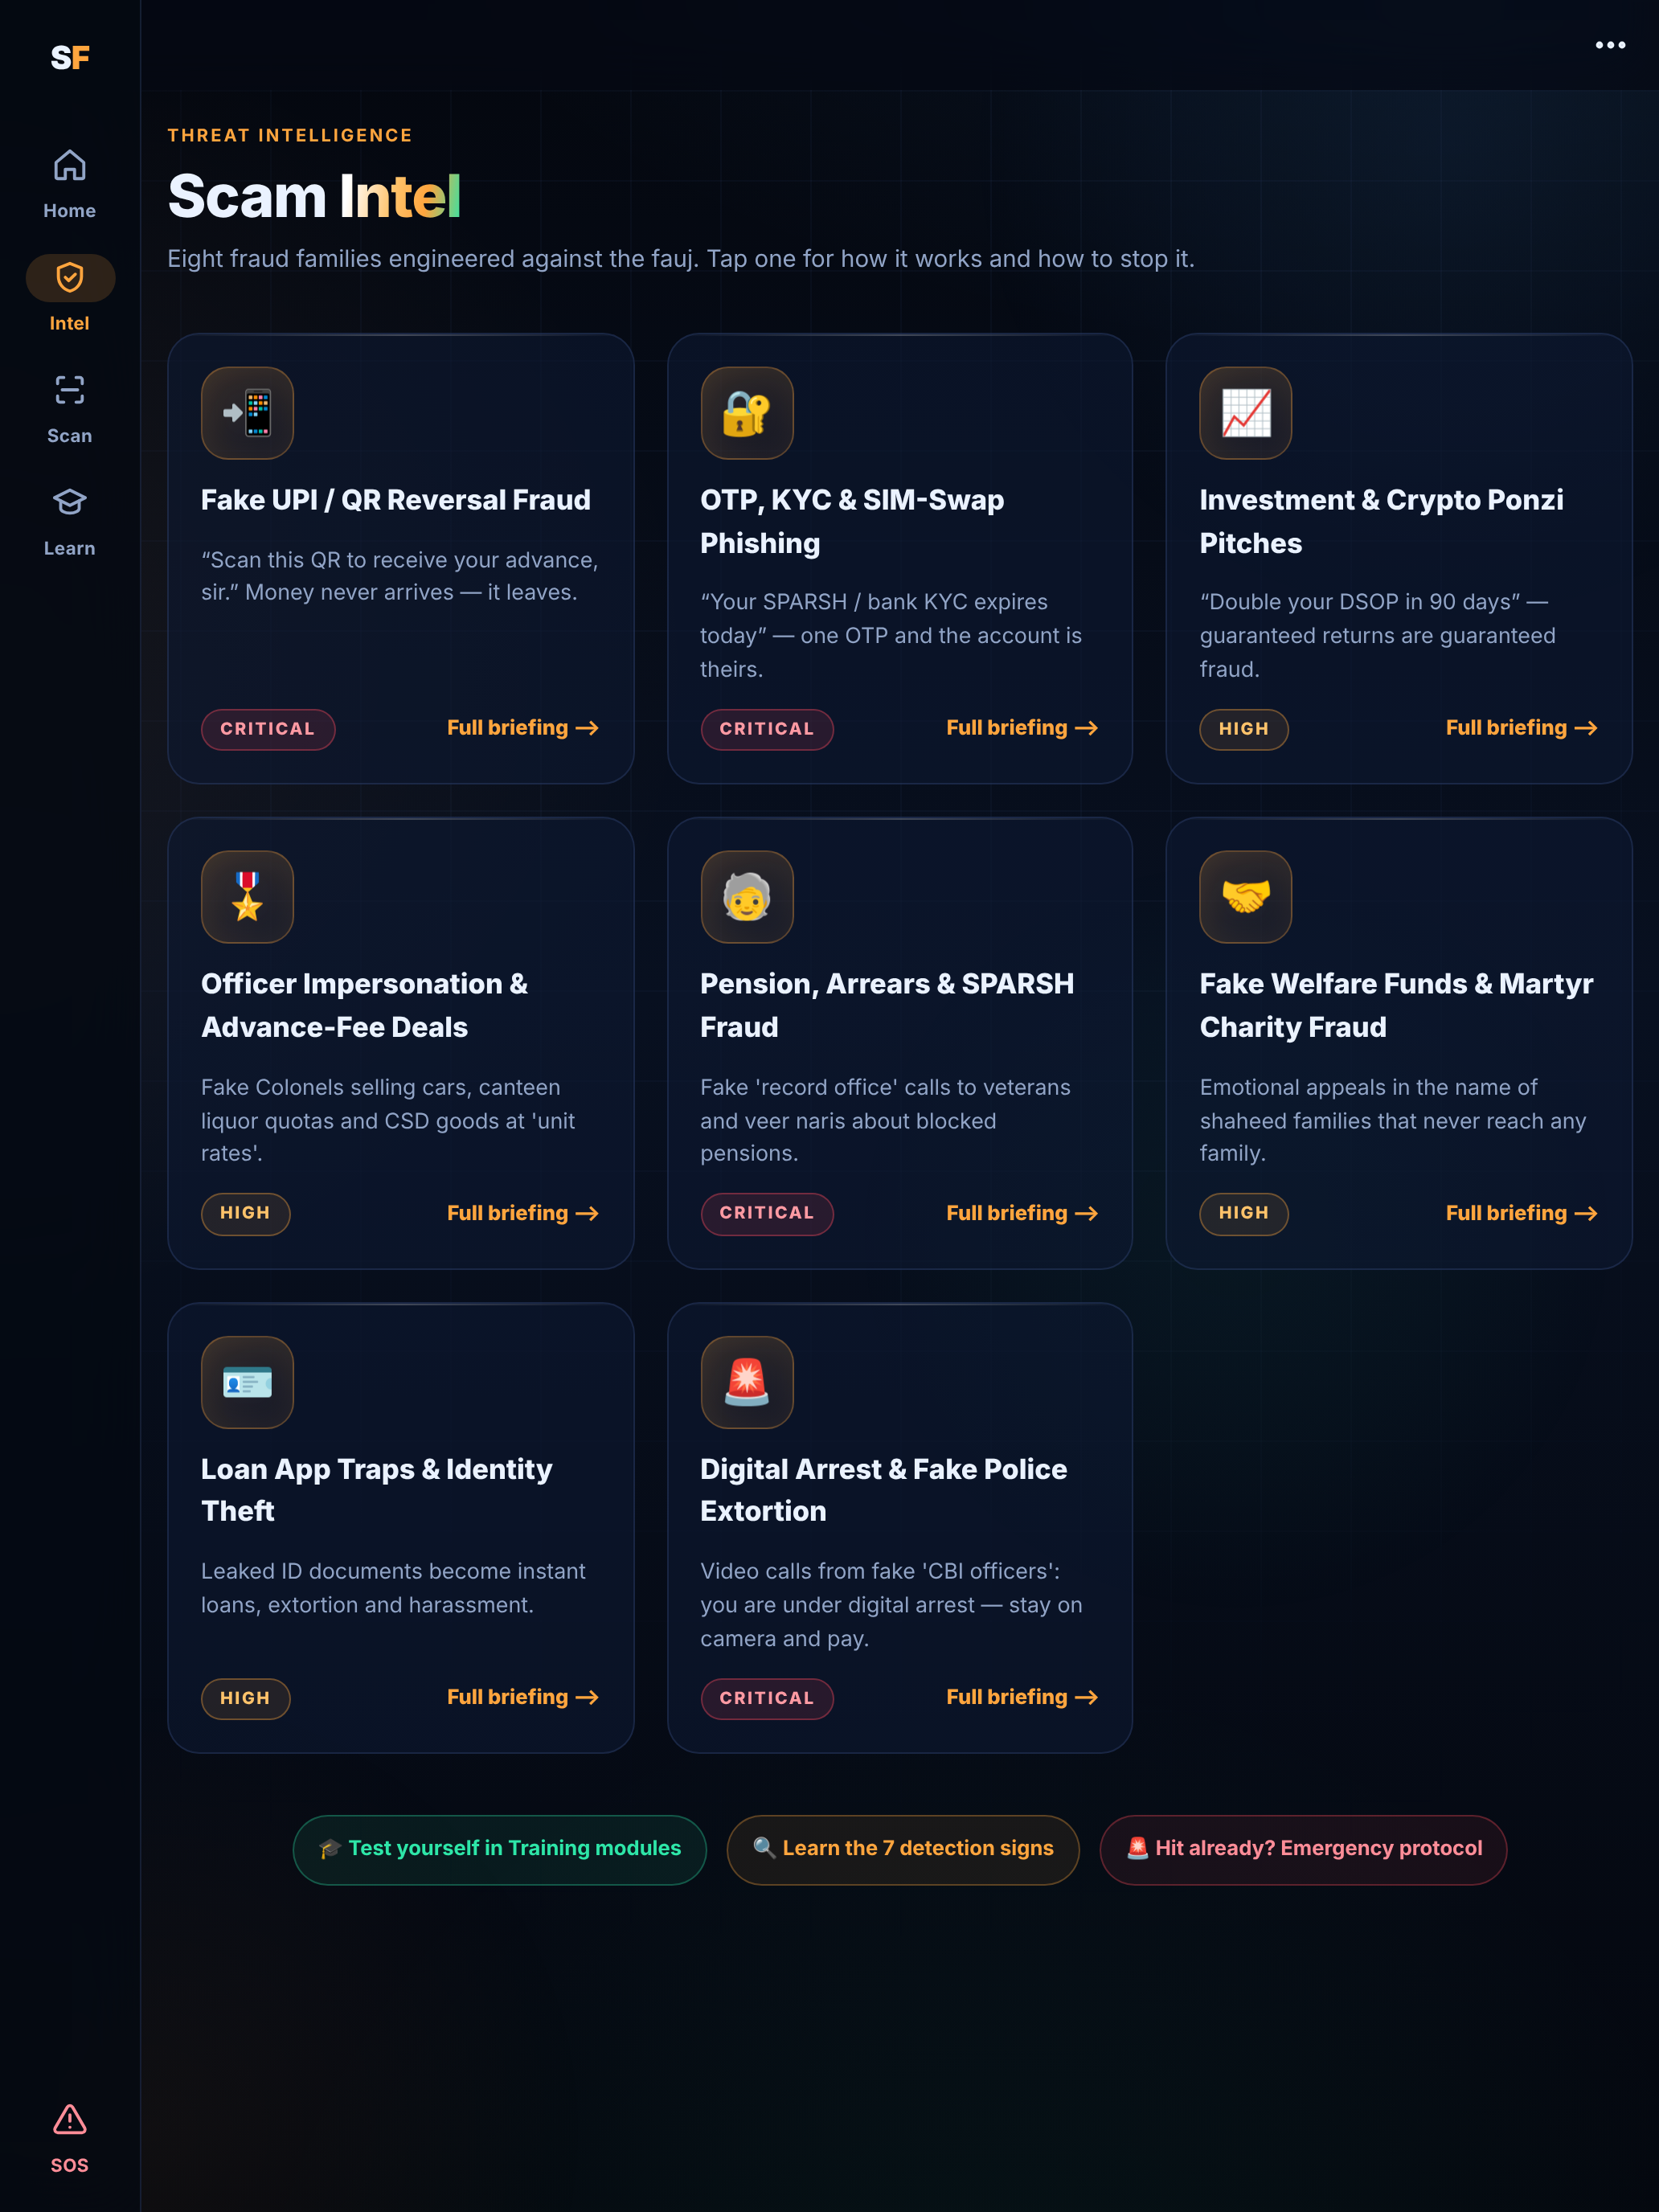 SF
Home
Intel
Scan
Learn
SOS
THREAT INTELLIGENCE
Scam Intel
Eight fraud families engineered against the fauj. Tap one for how it works and how to stop it.
Fake UPI / QR Reversal Fraud
“Scan this QR to receive your advance,
sir.” Money never arrives — it leaves.
CRITICAL
Full briefing →
OTP, KYC & SIM-Swap
Phishing
“Your SPARSH / bank KYC expires
today” — one OTP and the account is
theirs.
CRITICAL
Full briefing →
Investment & Crypto Ponzi
Pitches
“Double your DSOP in 90 days” —
guaranteed returns are guaranteed
fraud.
HIGH
Full briefing →
Officer Impersonation &
Advance-Fee Deals
Fake Colonels selling cars, canteen
liquor quotas and CSD goods at 'unit
rates'.
HIGH
Full briefing →
Pension, Arrears & SPARSH
Fraud
Fake 'record office' calls to veterans
and veer naris about blocked
pensions.
CRITICAL
Full briefing →
Fake Welfare Funds & Martyr
Charity Fraud
Emotional appeals in the name of
shaheed families that never reach any
family.
HIGH
Full briefing →
Loan App Traps & Identity
Theft
Leaked ID documents become instant
loans, extortion and harassment.
HIGH
Full briefing →
Digital Arrest & Fake Police
Extortion
Video calls from fake 'CBI officers':
you are under digital arrest — stay on
camera and pay.
CRITICAL
Full briefing →
🎓 Test yourself in Training modules
🔍 Learn the 7 detection signs
🚨 Hit already? Emergency protocol